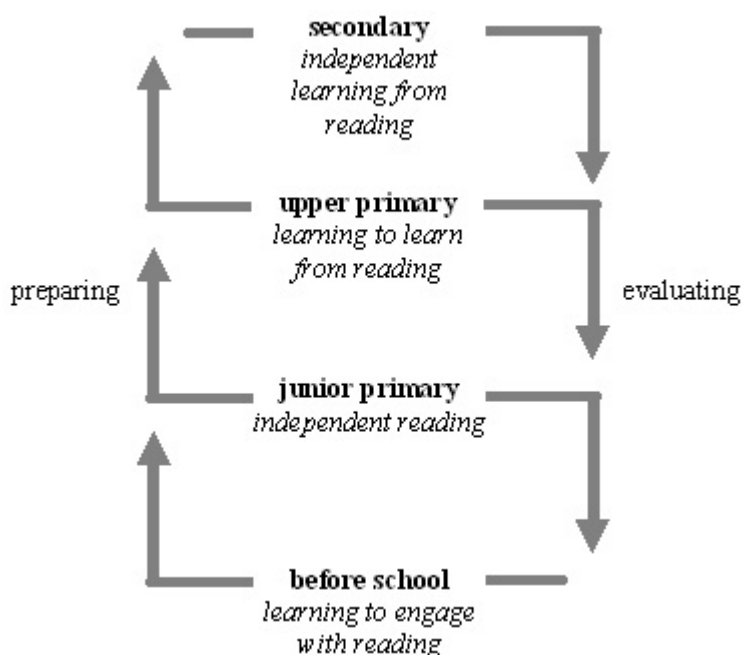 secondary
independent
learning from
reading
upper primary
learning to learn
from reading
preparing
evaluating
junior primary
independent reading
before school
learning to engage
with reading